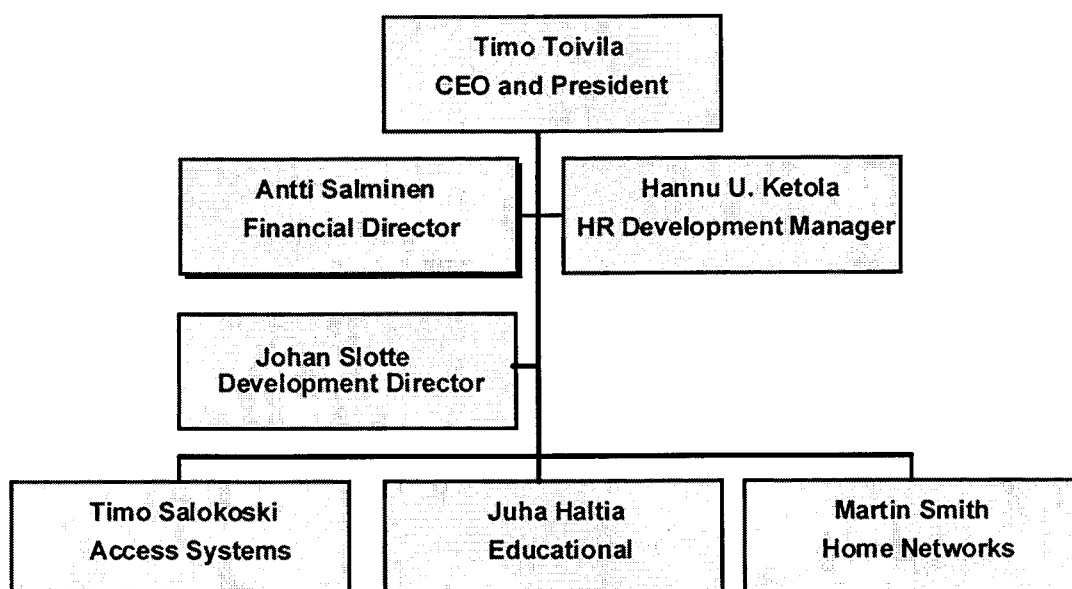 Timo Toivila
CEO and President
Antti Salminen
Financial Director
Hannu U. Ketola
HR Development Manager
Johan Slotte
Development Director
Timo Salokoski
Access Systems
Juha Haltia
Educational
Martin Smith
Home Networks